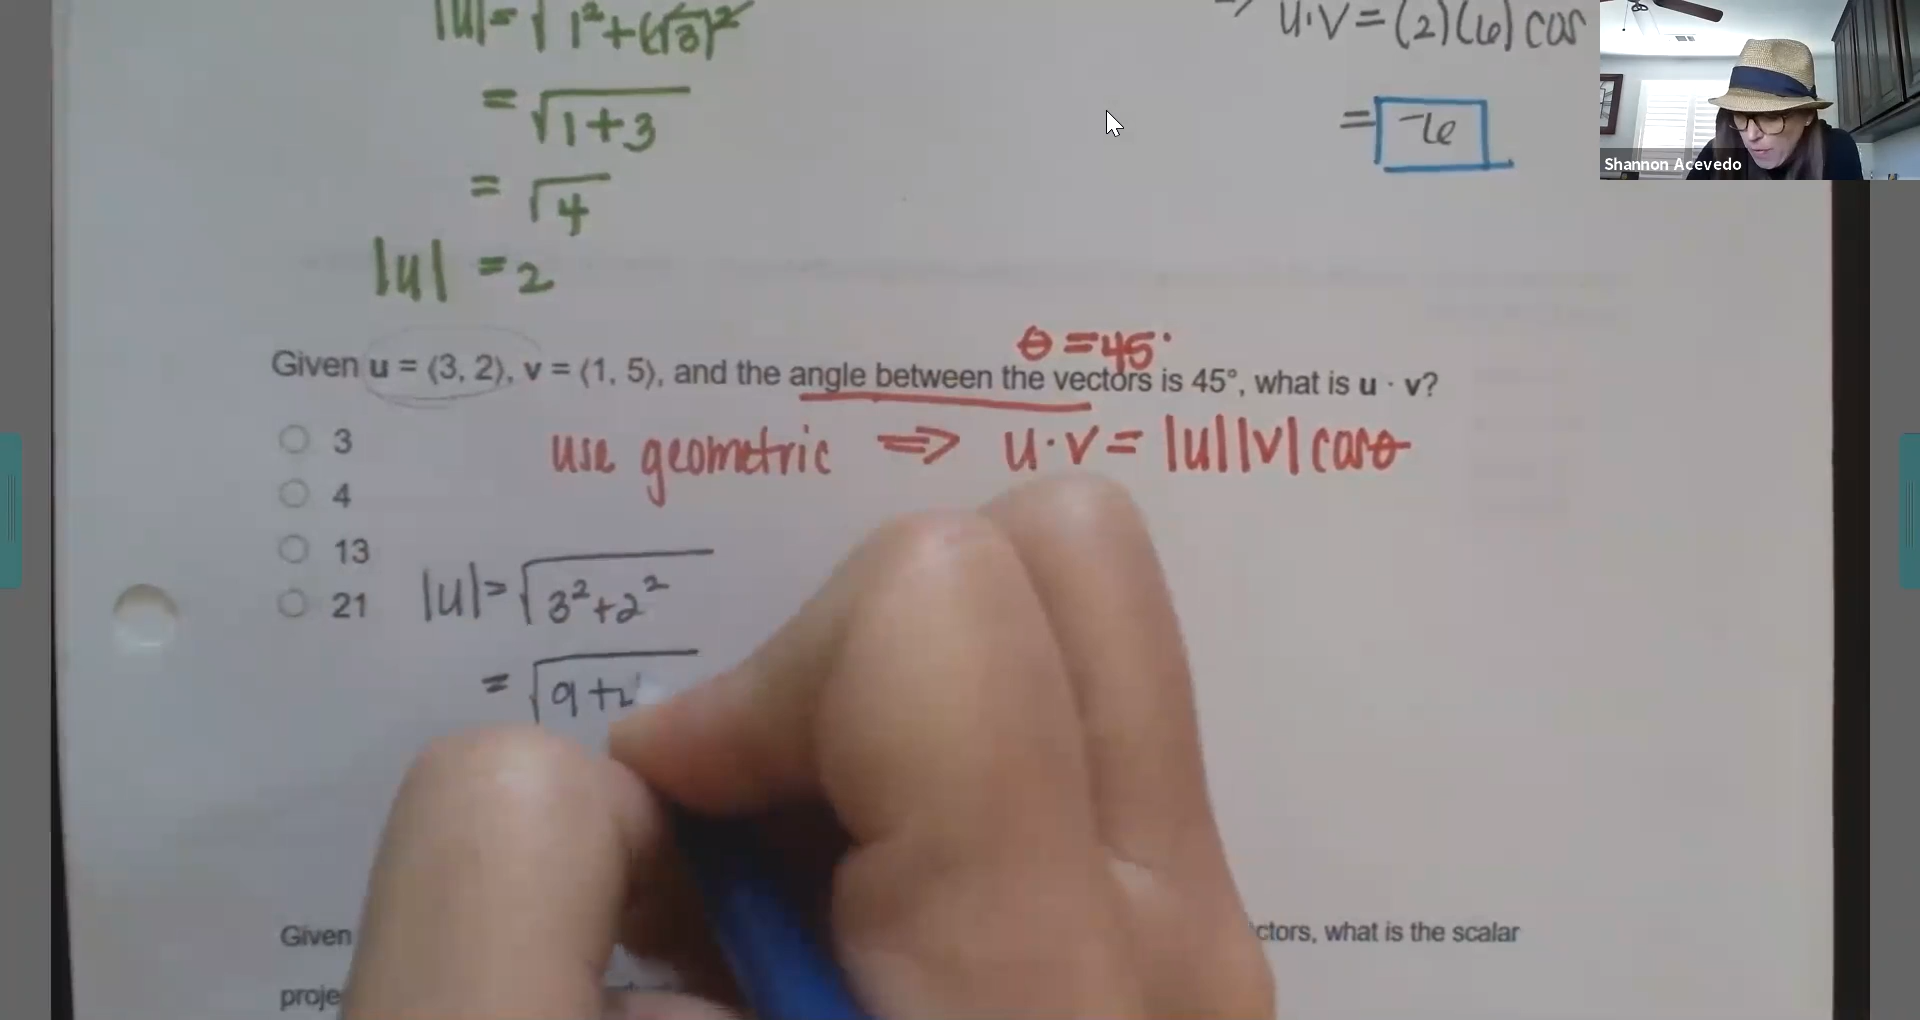 |u| = √1²+(√3)²
= √1+3
= √4
|u| = 2
u·v = (2)(6) cos
= -6
Shannon Acevedo
θ = 45°
Given u = ⟨3, 2⟩, v = ⟨1, 5⟩, and the angle between the vectors is 45°, what is u · v?
3
4
13
21
use geometric ⇒ u·v = |u||v| cosθ
|u| = √3²+2²
= √9+4
Given
ctors, what is the scalar
proje